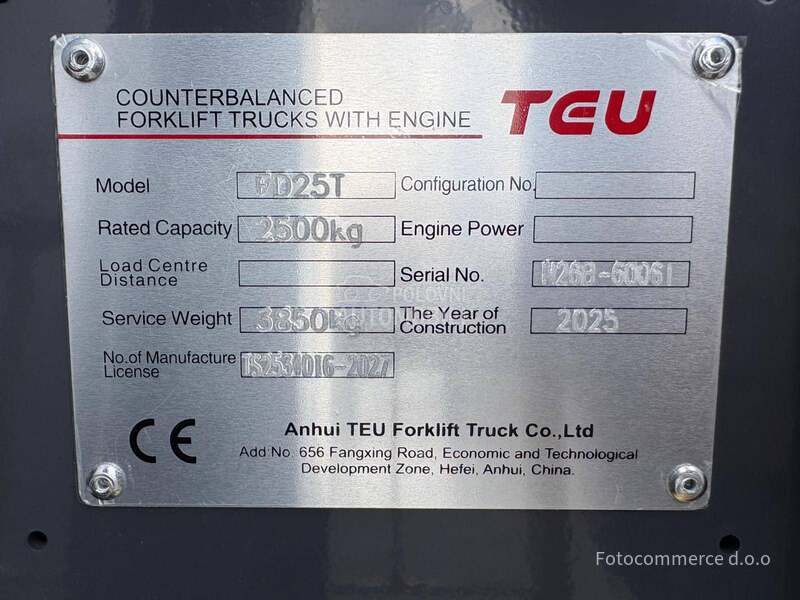 COUNTERBALANCED
FORKLIFT TRUCKS WITH ENGINE
TEU
Model FD25T Configuration No.
Rated Capacity 2500kg Engine Power
Load Centre
Distance
Serial No.
Service Weight 3850kg
The Year of
Construction 2025
No.of Manufacture
License
CE
Anhui TEU Forklift Truck Co.,Ltd
Add:No. 656 Fangxing Road, Economic and Technological
Development Zone, Hefei, Anhui, China.
POLOVNI
Fotocommerce d.o.o